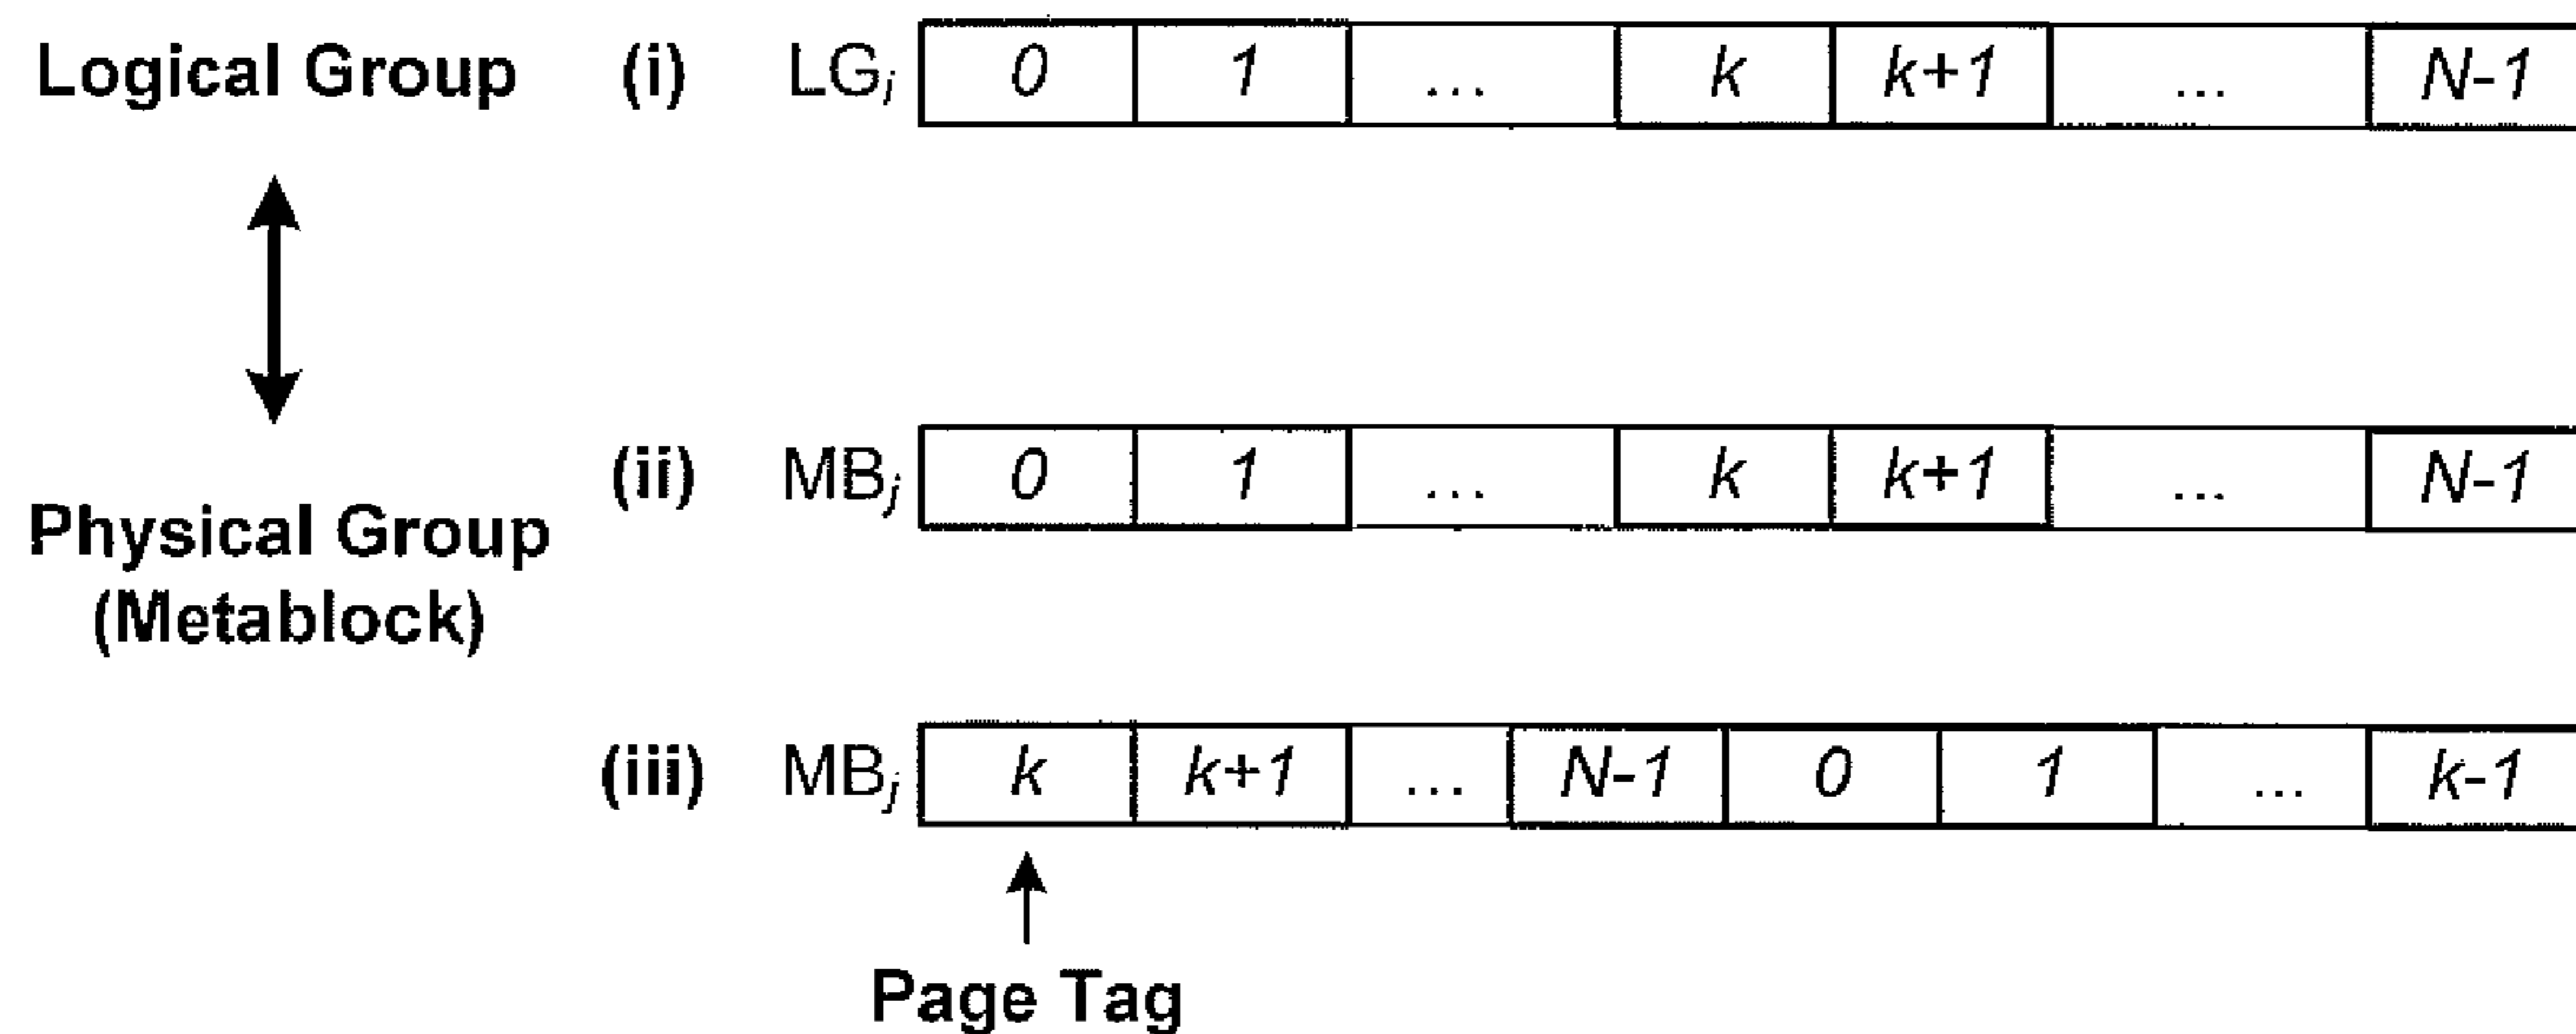 Logical Group (i) LGi 0 1 ... k k+1 ... N-1
(ii) MBj 0 1 ... k k+1 ... N-1
Physical Group
(Metablock)
(iii) MBj k k+1 ... N-1 0 1 ... k-1
Page Tag